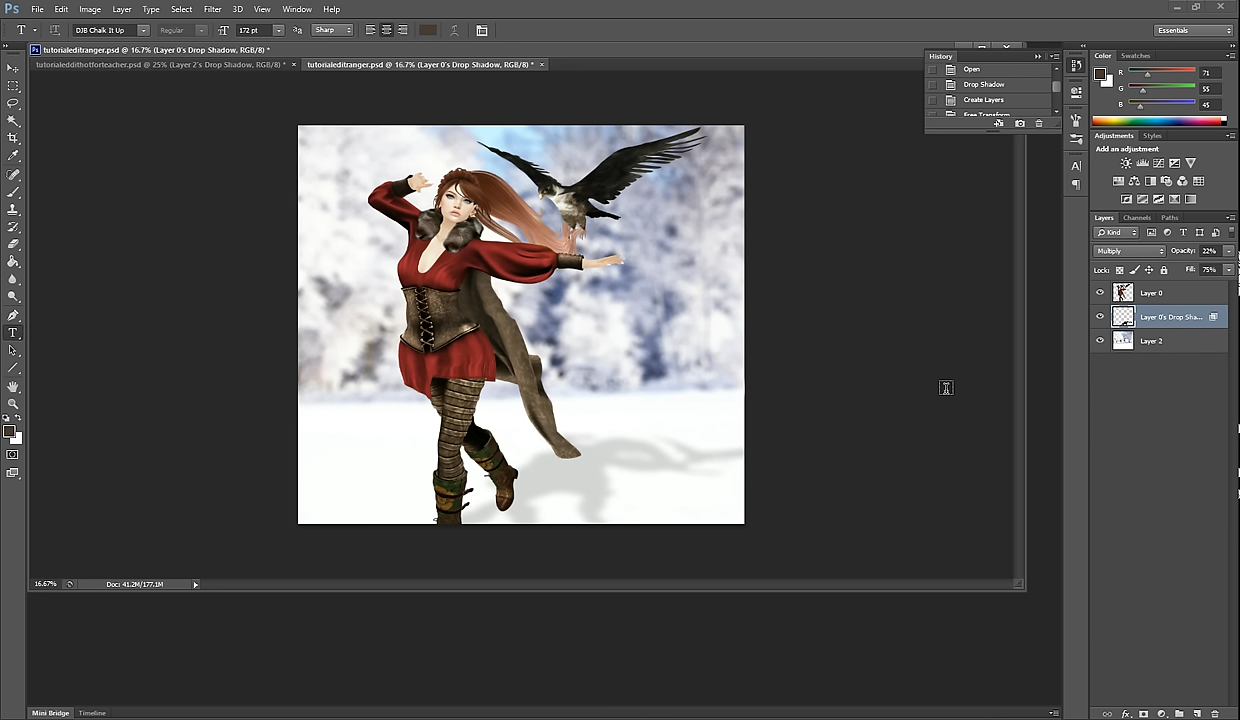 Ps File Edit Image Layer Type Select Filter 3D View Window Help
T DJB Chalk It Up Regular 172 pt Sharp Essentials
tutorialeditranger.psd @ 16.7% (Layer 0's Drop Shadow, RGB/8) *
tutorialeddithotforteacher.psd @ 25% (Layer 2's Drop Shadow, RGB/8) * × tutorialeditranger.psd @ 16.7% (Layer 0's Drop Shadow, RGB/8) * ×
History
Open
Drop Shadow
Create Layers
Free Transform
Color Swatches
R 71
G 55
B 45
Adjustments Styles
Add an adjustment
Layers Channels Paths
Kind
Multiply Opacity: 22%
Lock: Fill: 75%
Layer 0
Layer 0's Drop Sha...
Layer 2
16.67% Doc: 41.2M/177.1M
Mini Bridge Timeline